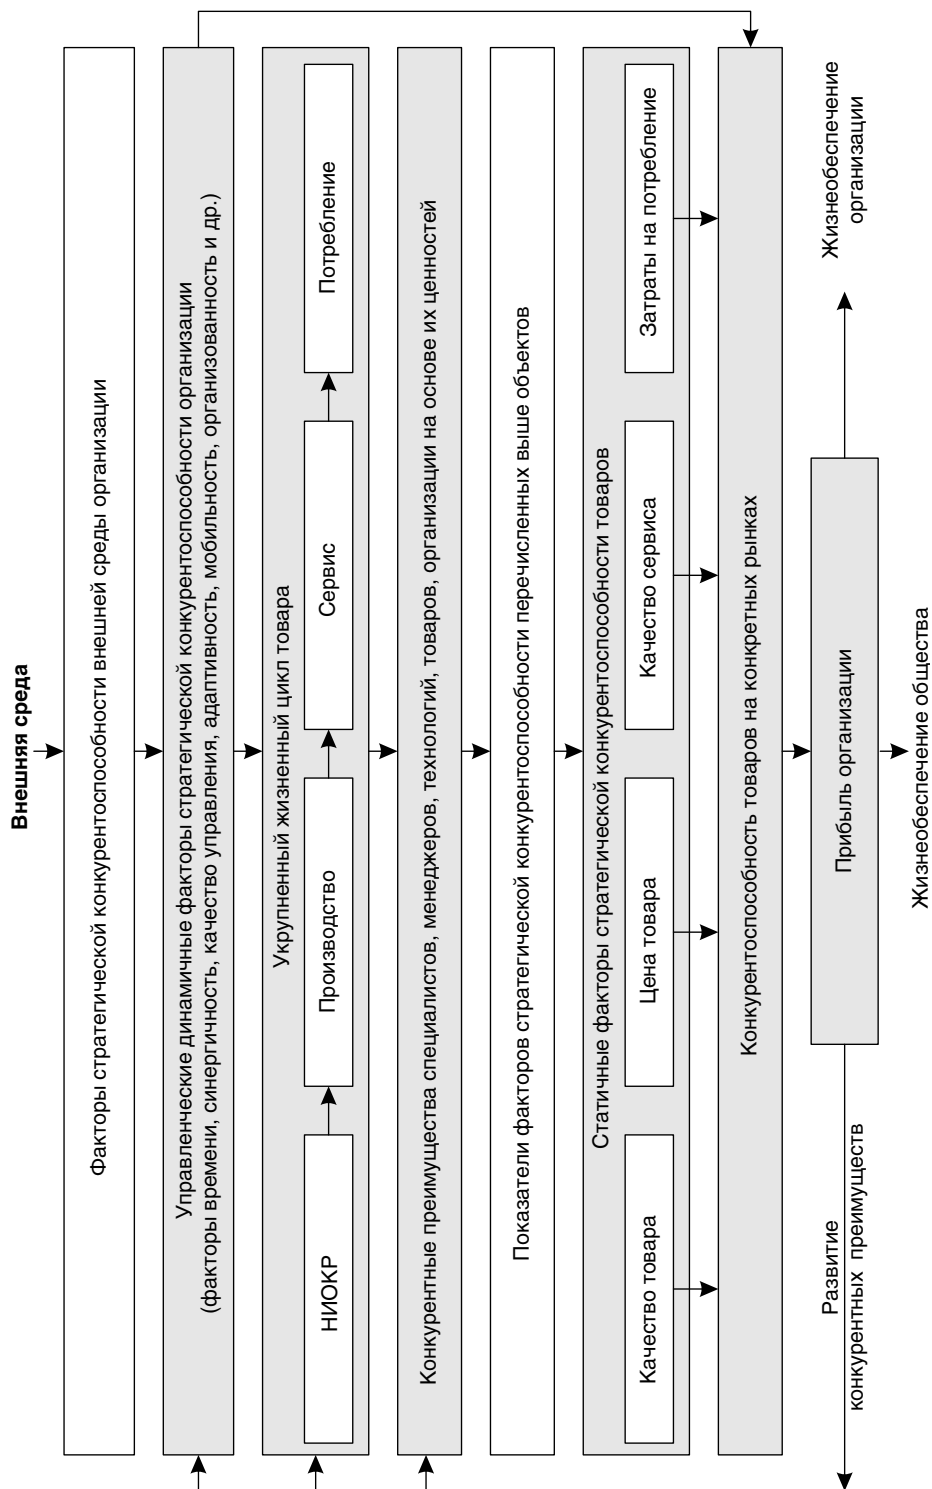 Внешняя среда
Факторы стратегической конкурентоспособности внешней среды организации
Управленческие динамичные факторы стратегической конкурентоспособности организации
(факторы времени, синергичность, качество управления, адаптивность, мобильность, организованность и др.)
Укрупненный жизненный цикл товара
НИОКР
Производство
Сервис
Потребление
Конкурентные преимущества специалистов, менеджеров, технологий, товаров, организации на основе их ценностей
Показатели факторов стратегической конкурентоспособности перечисленных выше объектов
Статичные факторы стратегической конкурентоспособности товаров
Качество товара
Цена товара
Качество сервиса
Затраты на потребление
Конкурентоспособность товаров на конкретных рынках
Развитие
конкурентных преимуществ
Прибыль организации
Жизнеобеспечение
организации
Жизнеобеспечение общества